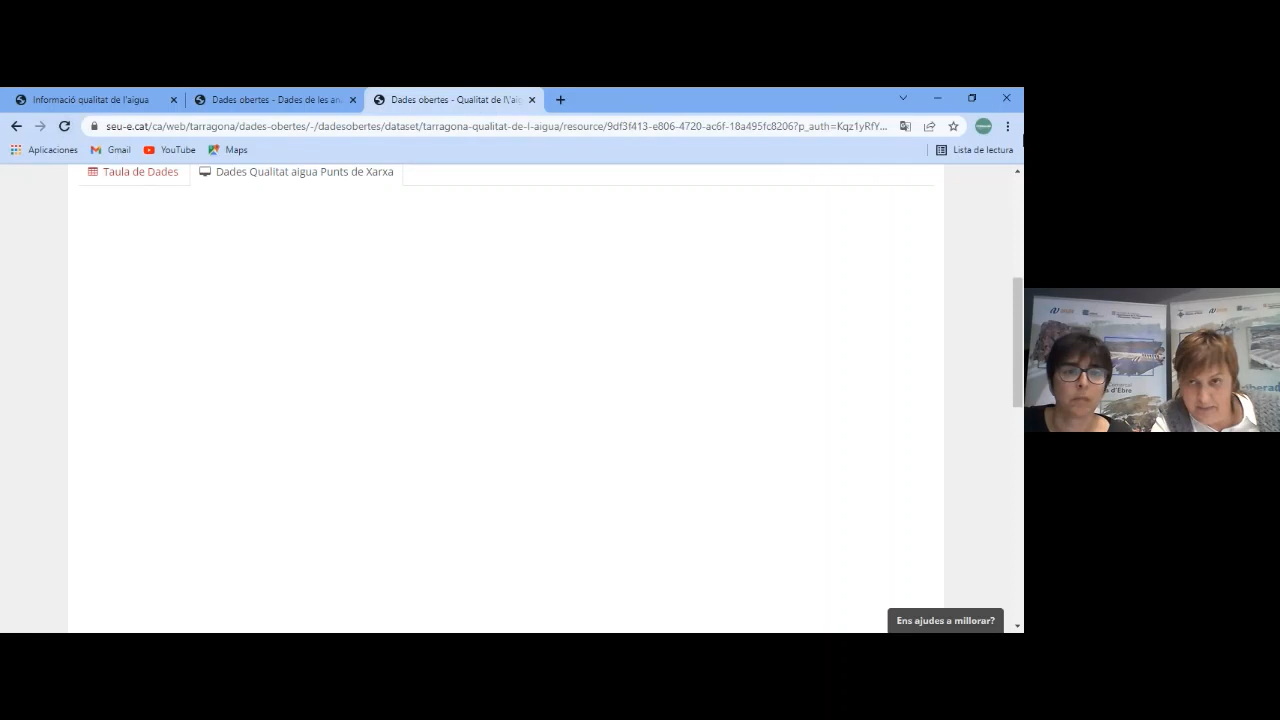 Informació qualitat de l'aigua
Dades obertes - Dades de les an
Dades obertes - Qualitat de l\'aig
seu-e.cat/ca/web/tarragona/dades-obertes/-/dadesobertes/dataset/tarragona-qualitat-de-l-aigua/resource/9df3f413-e806-4720-ac6f-18a495fc8206?p_auth=Kqz1yRfY...
Aplicaciones
Gmail
YouTube
Maps
Lista de lectura
Taula de Dades
Dades Qualitat aigua Punts de Xarxa
Ens ajudes a millorar?
d'Ebre